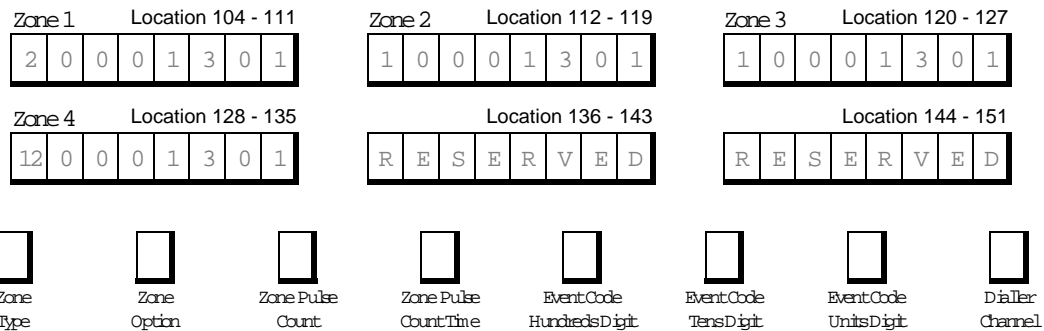 Zone 1 Location 104 - 111 Zone 2 Location 112 - 119 Zone 3 Location 120 - 127
2 0 0 0 1 3 0 1 1 0 0 0 1 3 0 1 1 0 0 0 1 3 0 1
Zone 4 Location 128 - 135 Location 136 - 143 Location 144 - 151
12 0 0 0 1 3 0 1 R E S E R V E D R E S E R V E D
Zone Zone Zone Pulse Zone Pulse Event Code Event Code Event Code Dialler
Type Option Count Count Time Hundreds Digit Tens Digit Units Digit Channel